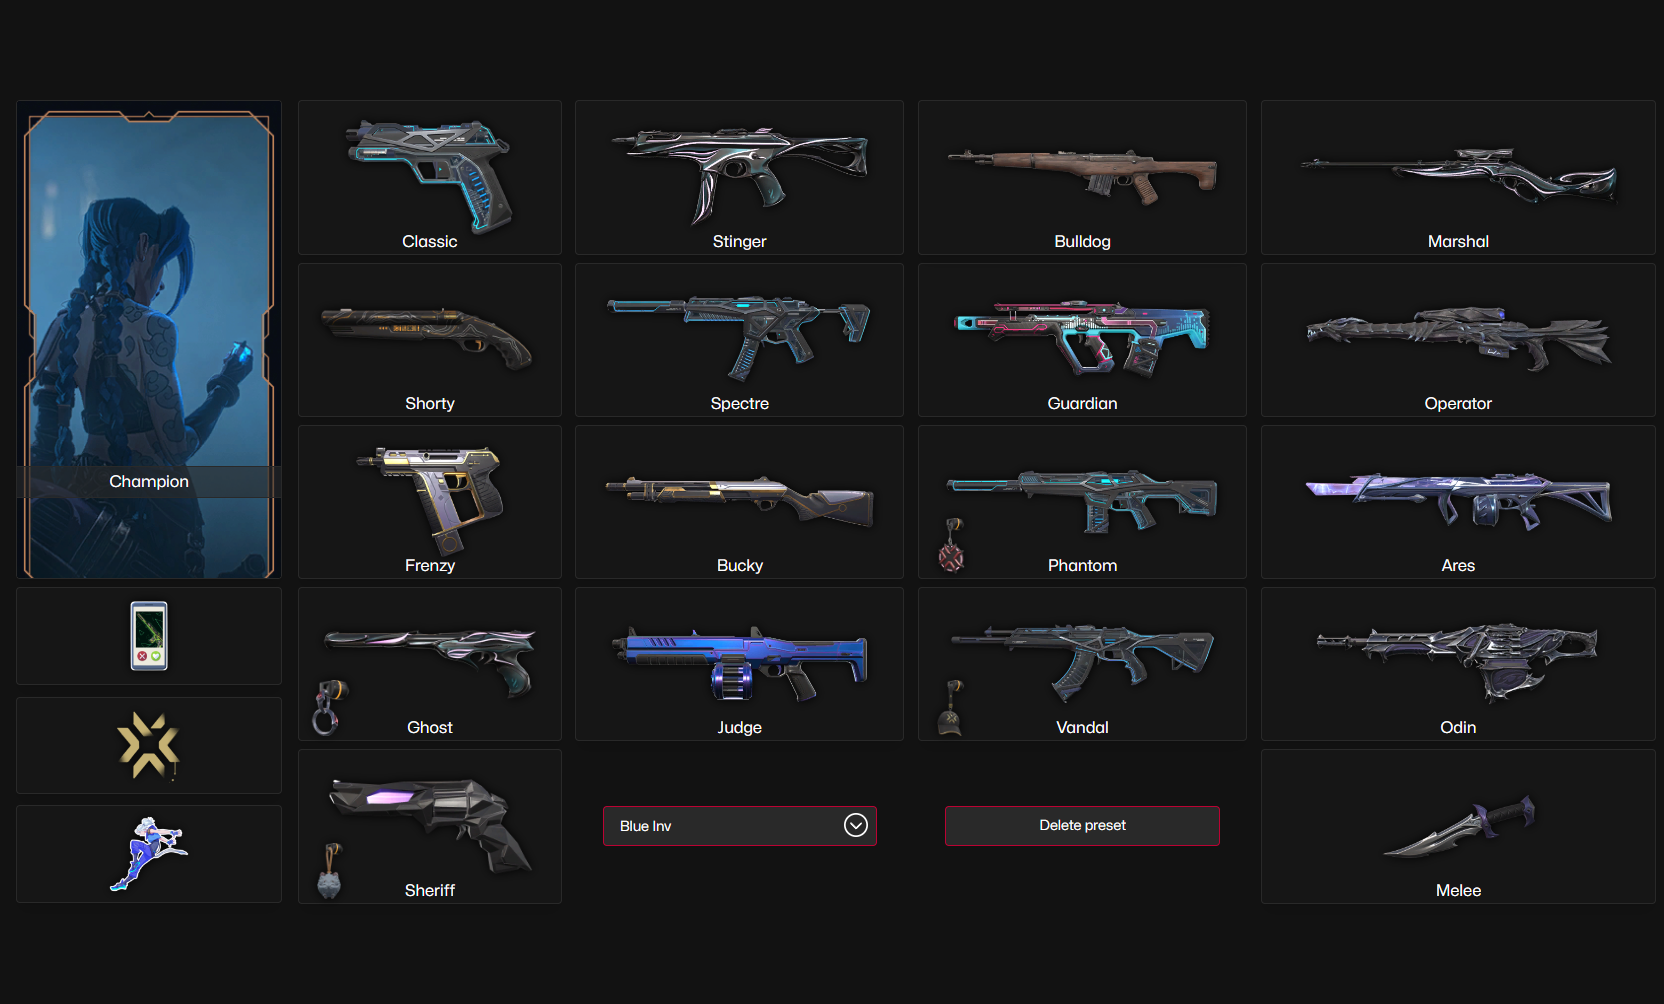 Champion
Classic
Stinger
Bulldog
Marshal
Shorty
Spectre
Guardian
Operator
Frenzy
Bucky
Phantom
Ares
Ghost
Judge
Vandal
Odin
Sheriff
Blue Inv
Delete preset
Melee